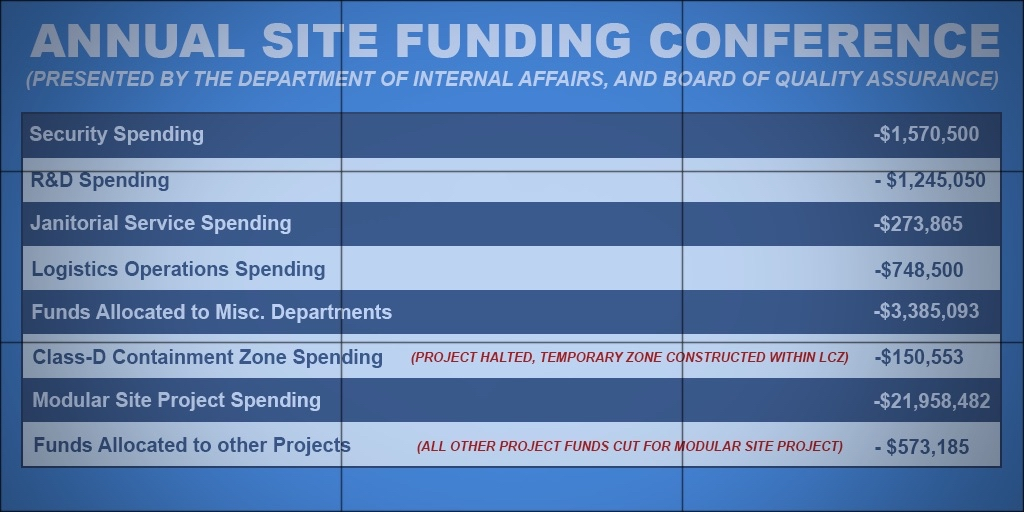 ANNUAL SITE FUNDING CONFERENCE
(PRESENTED BY THE DEPARTMENT OF INTERNAL AFFAIRS, AND BOARD OF QUALITY ASSURANCE)
Security Spending -$1,570,500
R&D Spending - $1,245,050
Janitorial Service Spending -$273,865
Logistics Operations Spending -$748,500
Funds Allocated to Misc. Departments -$3,385,093
Class-D Containment Zone Spending (PROJECT HALTED, TEMPORARY ZONE CONSTRUCTED WITHIN LCZ) -$150,553
Modular Site Project Spending -$21,958,482
Funds Allocated to other Projects (ALL OTHER PROJECT FUNDS CUT FOR MODULAR SITE PROJECT) - $573,185